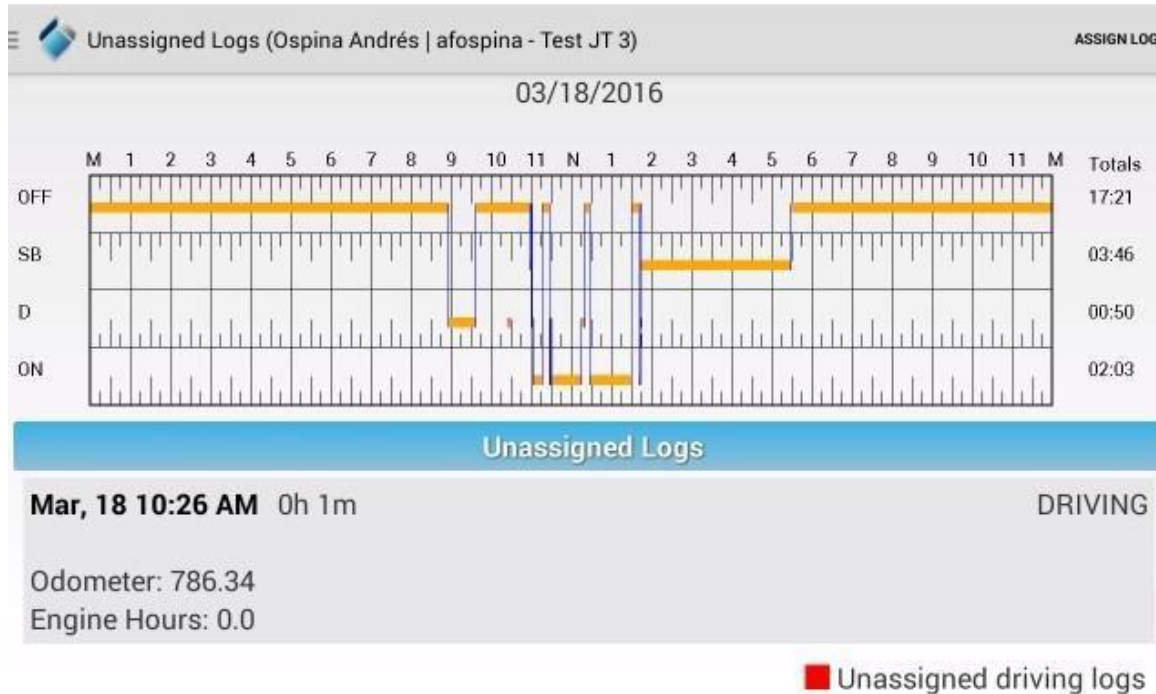 Unassigned Logs (Ospina Andrés | afospina - Test JT 3) ASSIGN LOG
03/18/2016
M 1 2 3 4 5 6 7 8 9 10 11 N 1 2 3 4 5 6 7 8 9 10 11 M Totals
OFF 17:21
SB 03:46
D 00:50
ON 02:03
Unassigned Logs
Mar, 18 10:26 AM 0h 1m DRIVING
Odometer: 786.34
Engine Hours: 0.0
Unassigned driving logs